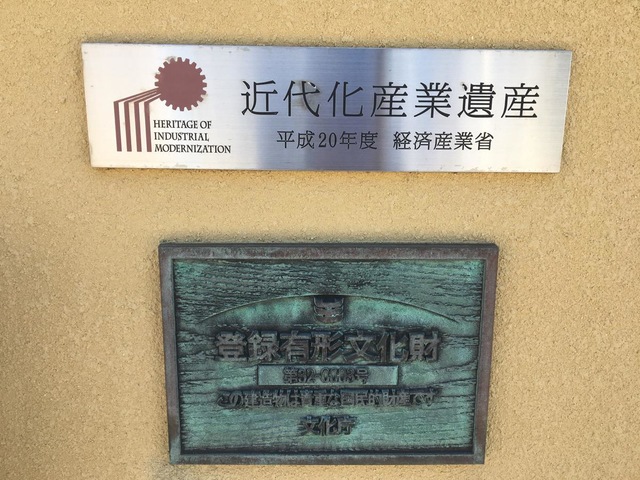 近代化産業遺産
HERITAGE OF
INDUSTRIAL
MODERNIZATION
平成20年度 経済産業省
登録有形文化財
この建造物は貴重な国民的財産です
文化庁